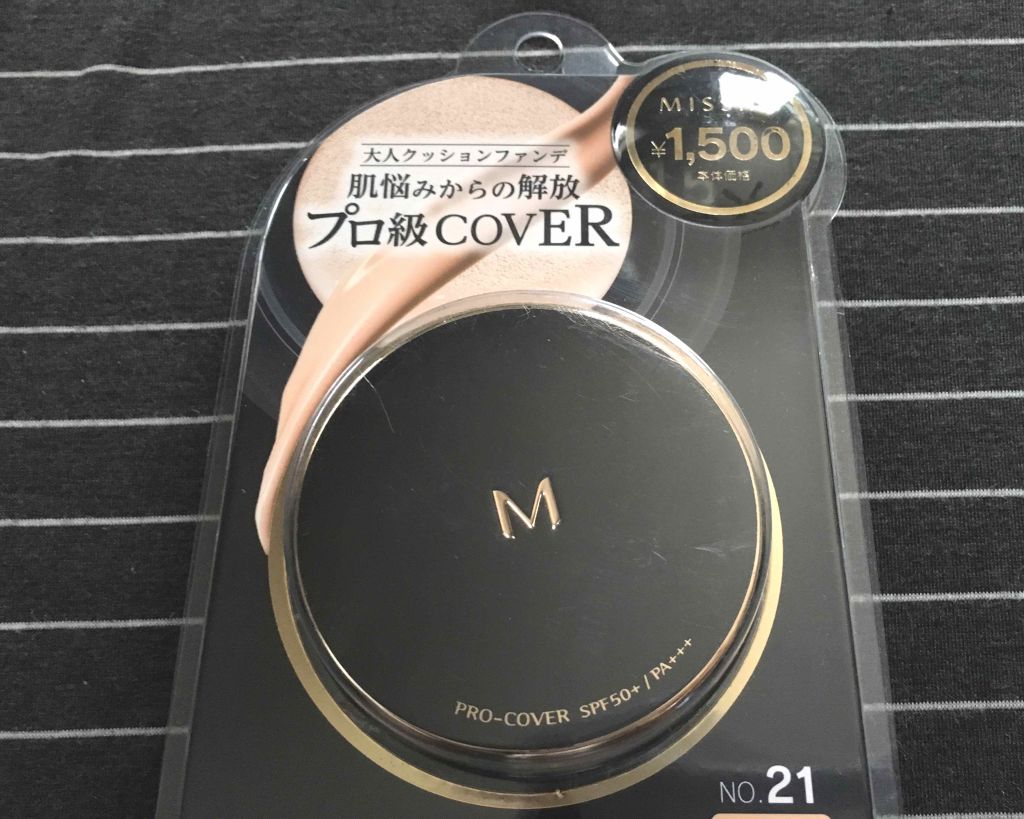 大人クッションファンデ
肌悩みからの解放
プロ級COVER
¥1,500
本体価格
M
PRO-COVER SPF50+ / PA+++
NO.21